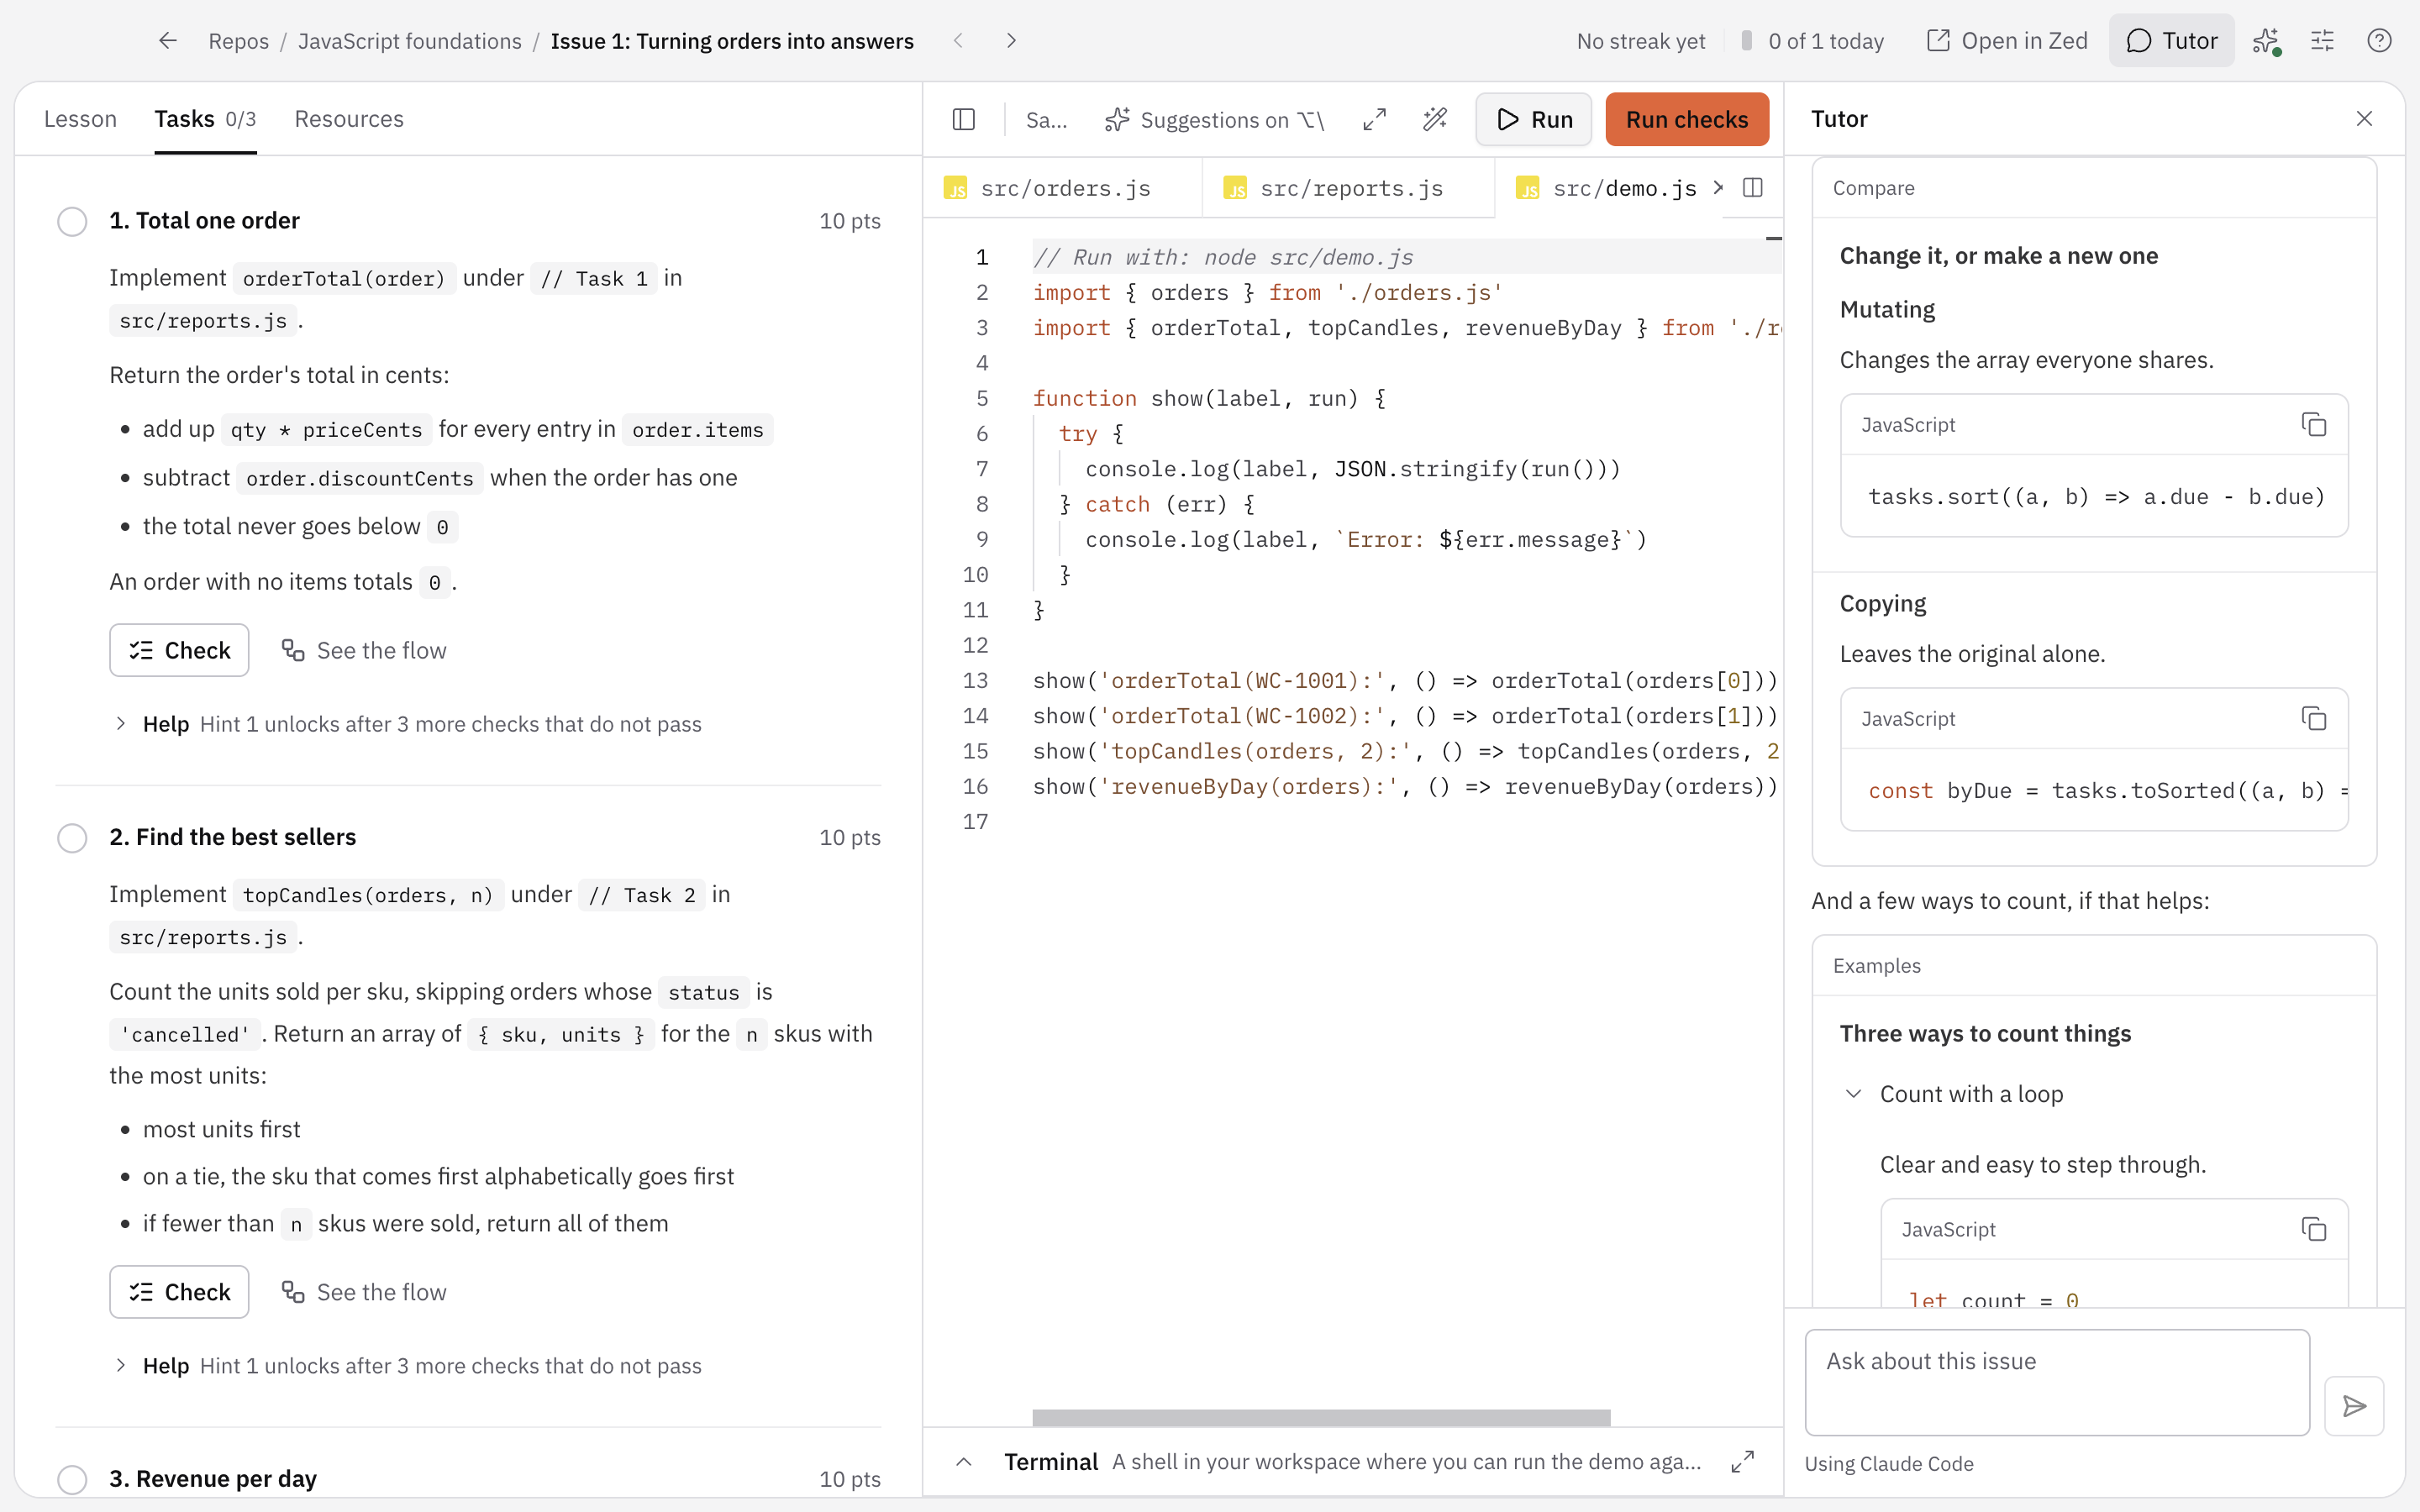 Repos / JavaScript foundations / Issue 1: Turning orders into answers
No streak yet
0 of 1 today
Open in Zed
Tutor
Lesson
Tasks 0/3
Resources
1. Total one order
10 pts
Implement orderTotal(order) under // Task 1 in
src/reports.js.
Return the order's total in cents:
• add up qty * priceCents for every entry in order.items
• subtract order.discountCents when the order has one
• the total never goes below 0
An order with no items totals 0.
Check
See the flow
Help Hint 1 unlocks after 3 more checks that do not pass
2. Find the best sellers
10 pts
Implement topCandles(orders, n) under // Task 2 in
src/reports.js.
Count the units sold per sku, skipping orders whose status is
'cancelled'. Return an array of { sku, units } for the n skus with
the most units:
• most units first
• on a tie, the sku that comes first alphabetically goes first
• if fewer than n skus were sold, return all of them
Check
See the flow
Help Hint 1 unlocks after 3 more checks that do not pass
3. Revenue per day
10 pts
Sa...
Suggestions on ⌥\
Run
Run checks
JS src/orders.js
JS src/reports.js
JS src/demo.js
1 // Run with: node src/demo.js
2 import { orders } from './orders.js'
3 import { orderTotal, topCandles, revenueByDay } from './r
4
5 function show(label, run) {
6 try {
7 console.log(label, JSON.stringify(run()))
8 } catch (err) {
9 console.log(label, `Error: ${err.message}`)
10 }
11 }
12
13 show('orderTotal(WC-1001):', () => orderTotal(orders[0]))
14 show('orderTotal(WC-1002):', () => orderTotal(orders[1]))
15 show('topCandles(orders, 2):', () => topCandles(orders, 2
16 show('revenueByDay(orders):', () => revenueByDay(orders))
17
Terminal A shell in your workspace where you can run the demo aga...
Tutor
Compare
Change it, or make a new one
Mutating
Changes the array everyone shares.
JavaScript
tasks.sort((a, b) => a.due - b.due)
Copying
Leaves the original alone.
JavaScript
const byDue = tasks.toSorted((a, b) =
And a few ways to count, if that helps:
Examples
Three ways to count things
Count with a loop
Clear and easy to step through.
JavaScript
let count = 0
Ask about this issue
Using Claude Code